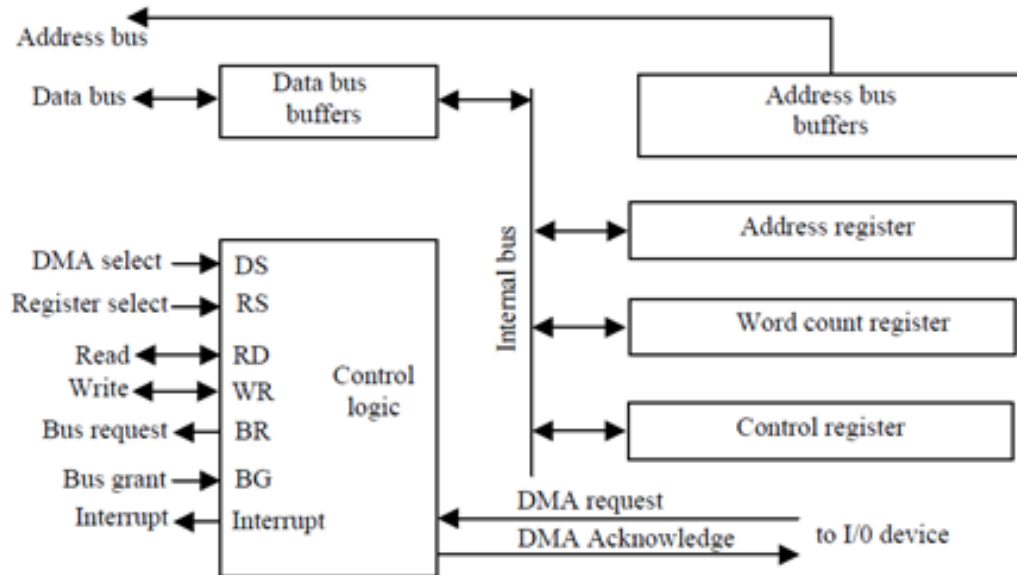 Address bus
Data bus
Data bus
buffers
Address bus
buffers
Internal bus
Address register
Word count register
Control register
DMA select
DS
Register select
RS
Read
RD
Write
WR
Bus request
BR
Bus grant
BG
Interrupt
Interrupt
Control
logic
DMA request
DMA Acknowledge
to I/0 device